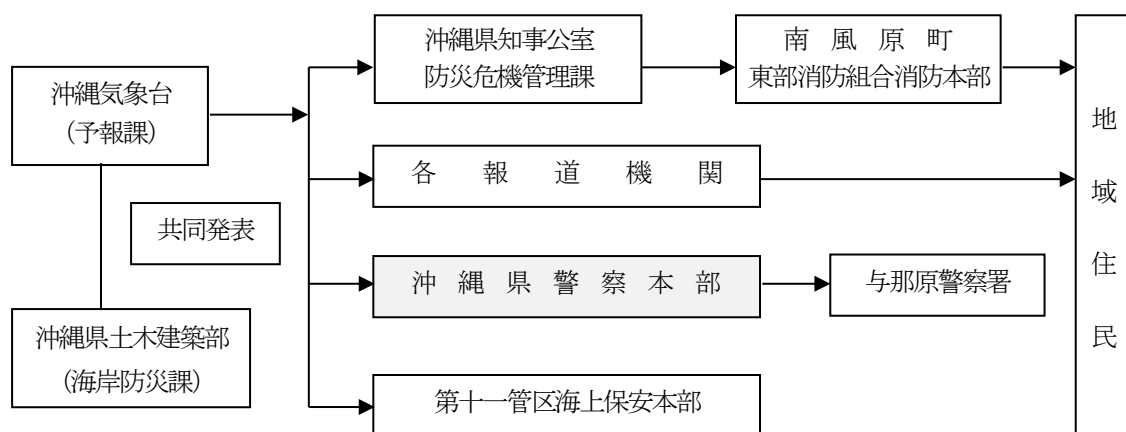 沖縄県知事公室
防災危機管理課
南風原町
東部消防組合消防本部
沖縄気象台
(予報課)
各報道機関
共同発表
沖縄県警察本部
与那原警察署
沖縄県土木建築部
(海岸防災課)
第十一管区海上保安本部
地域住民